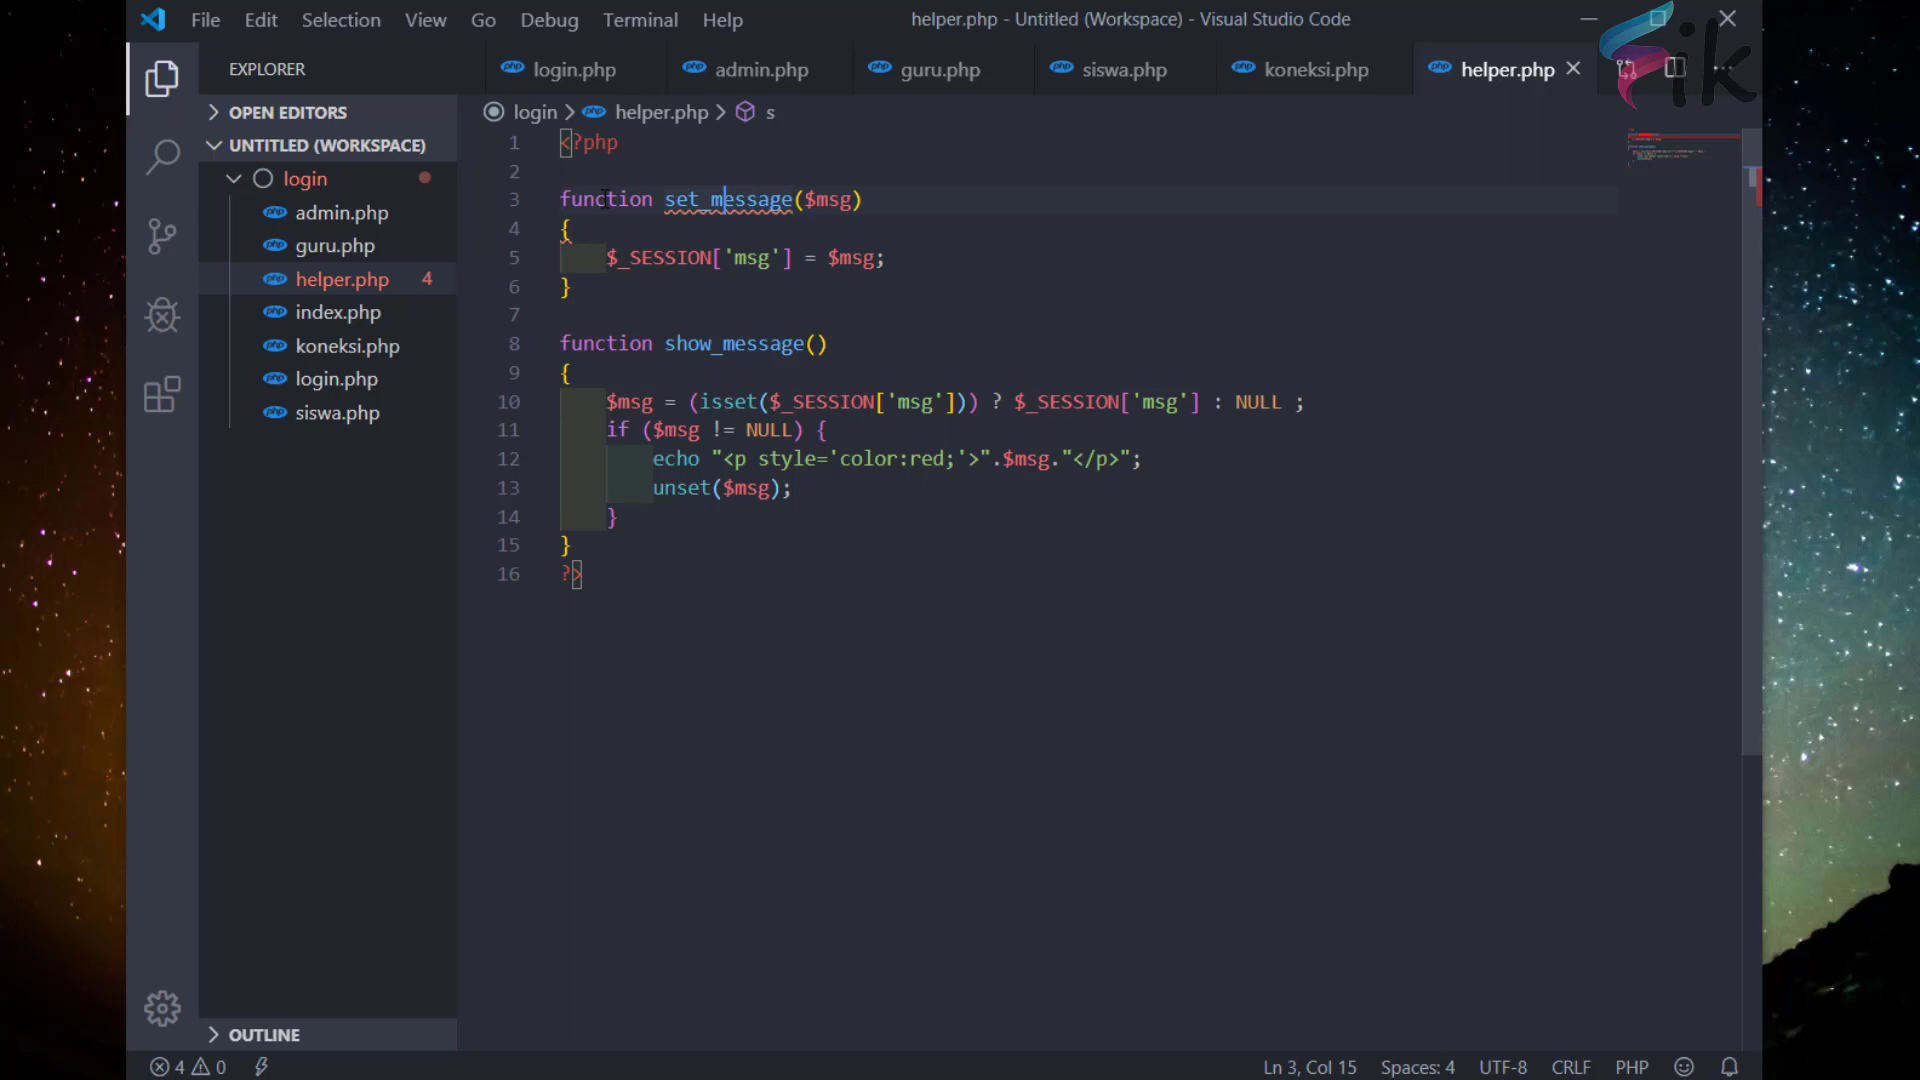 File Edit Selection View Go Debug Terminal Help
helper.php - Untitled (Workspace) - Visual Studio Code
ik
EXPLORER
login.php admin.php guru.php siswa.php koneksi.php helper.php
OPEN EDITORS
UNTITLED (WORKSPACE)
login
admin.php
guru.php
helper.php 4
index.php
koneksi.php
login.php
siswa.php
login > helper.php > s
1 <?php
2
3 function set_message($msg)
4 {
5 $_SESSION['msg'] = $msg;
6 }
7
8 function show_message()
9 {
10 $msg = (isset($_SESSION['msg'])) ? $_SESSION['msg'] : NULL ;
11 if ($msg != NULL) {
12 echo "<p style='color:red;'>".$msg."</p>";
13 unset($msg);
14 }
15 }
16 ?>
OUTLINE
4 0
Ln 3, Col 15 Spaces: 4 UTF-8 CRLF PHP